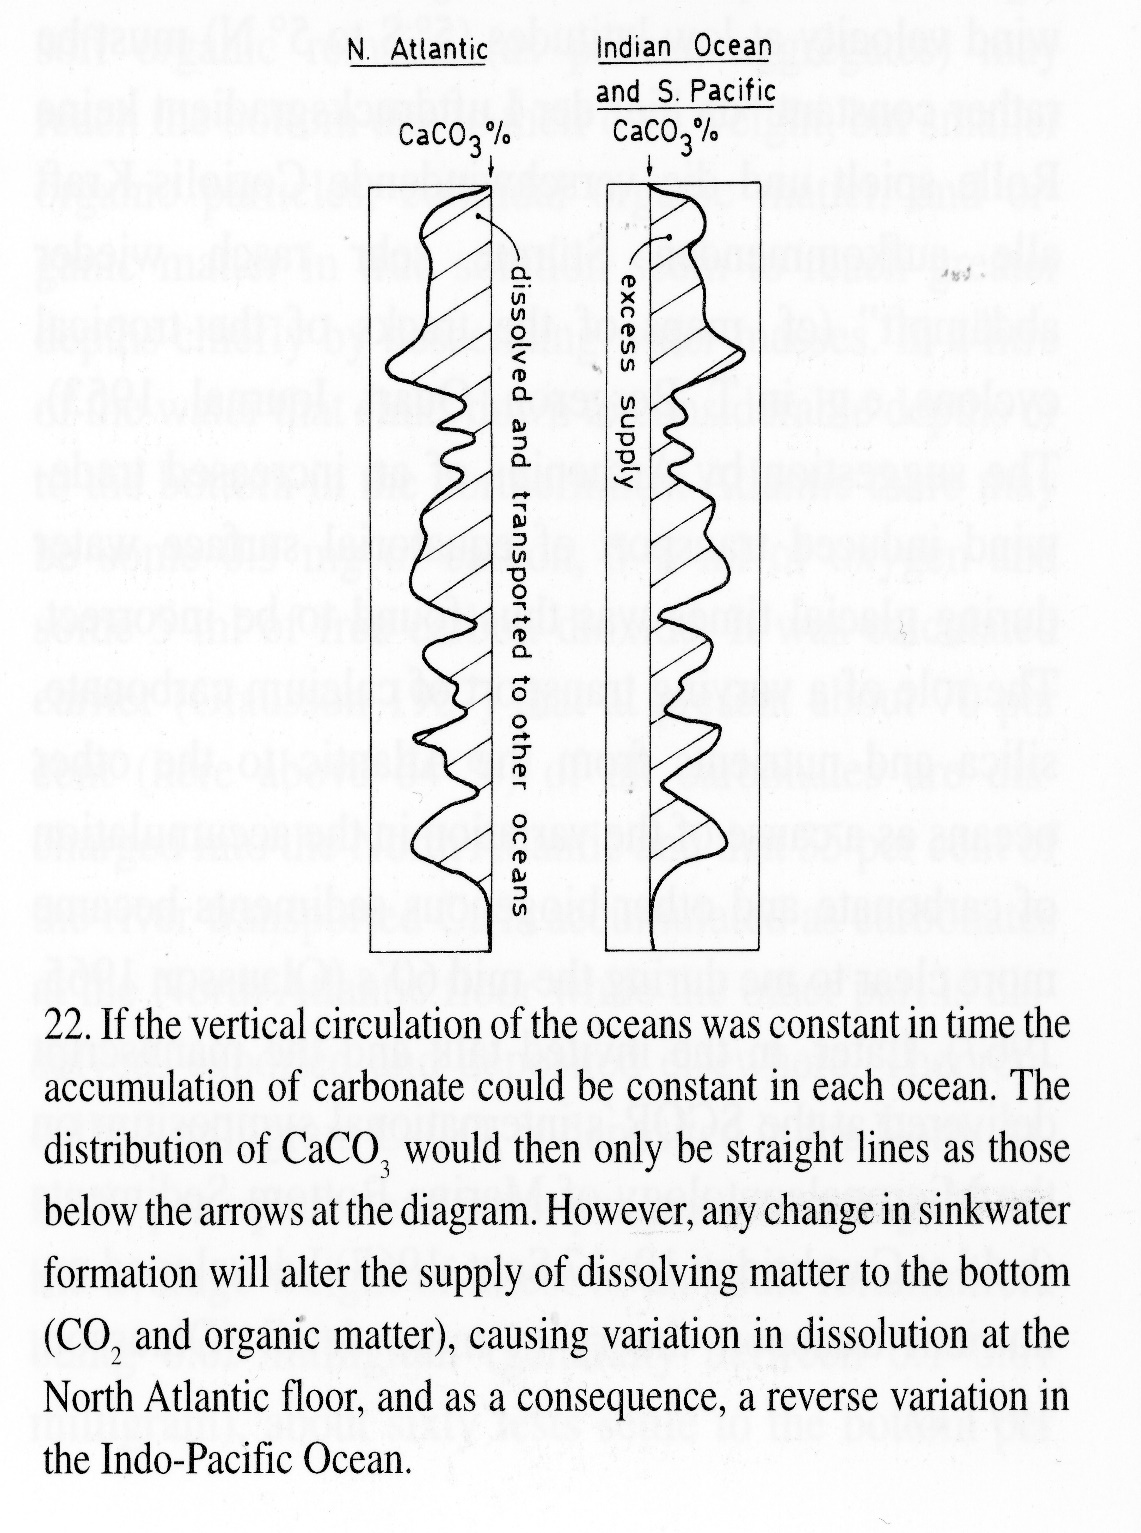 N. Atlantic
CaCO₃%
dissolved and transported to other oceans
Indian Ocean
and S. Pacific
CaCO₃%
excess supply
22. If the vertical circulation of the oceans was constant in time the
accumulation of carbonate could be constant in each ocean. The
distribution of CaCO₃ would then only be straight lines as those
below the arrows at the diagram. However, any change in sinkwater
formation will alter the supply of dissolving matter to the bottom
(CO₂ and organic matter), causing variation in dissolution at the
North Atlantic floor, and as a consequence, a reverse variation in
the Indo-Pacific Ocean.